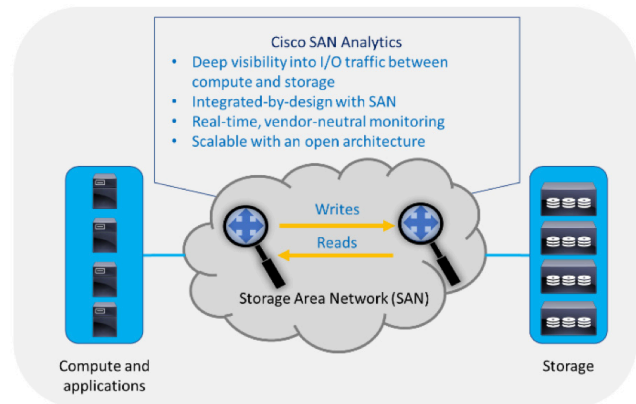 Cisco SAN Analytics
• Deep visibility into I/O traffic between
compute and storage
• Integrated-by-design with SAN
• Real-time, vendor-neutral monitoring
• Scalable with an open architecture
Writes
Reads
Storage Area Network (SAN)
Compute and
applications
Storage